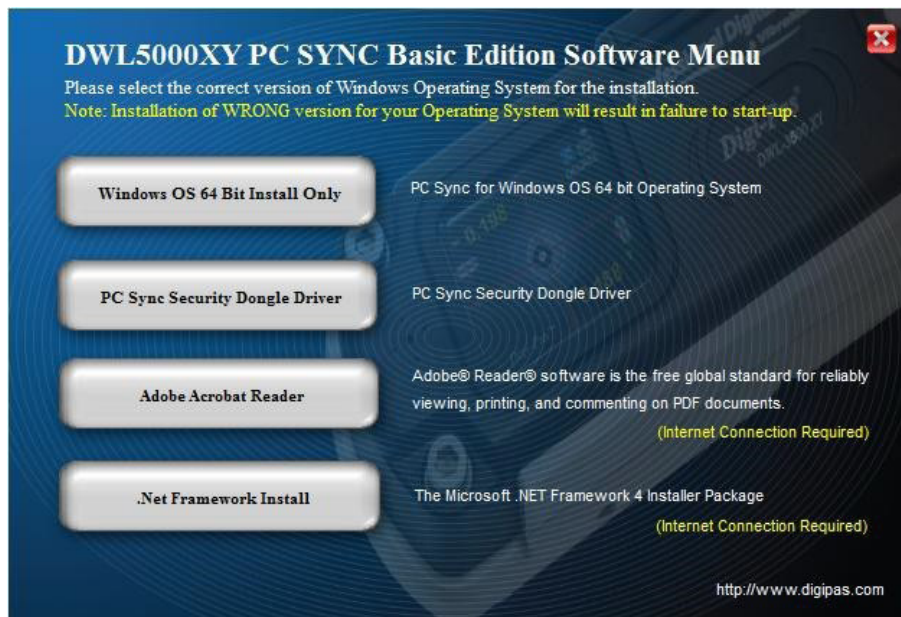 DWL5000XY PC SYNC Basic Edition Software Menu
Please select the correct version of Windows Operating System for the installation.
Note: Installation of WRONG version for your Operating System will result in failure to start-up.
Windows OS 64 Bit Install Only
PC Sync for Windows OS 64 bit Operating System
PC Sync Security Dongle Driver
PC Sync Security Dongle Driver
Adobe Acrobat Reader
Adobe® Reader® software is the free global standard for reliably
viewing, printing, and commenting on PDF documents.
(Internet Connection Required)
.Net Framework Install
The Microsoft .NET Framework 4 Installer Package
(Internet Connection Required)
http://www.digipas.com